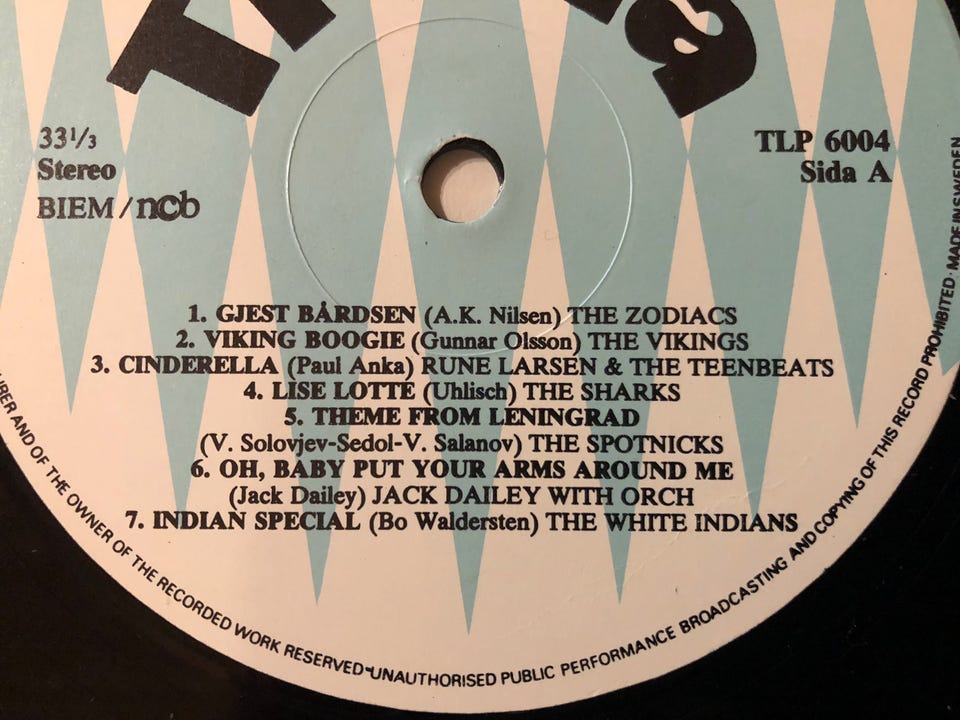 33⅓
Stereo
BIEM/ncb
TLP 6004
Sida A
1. GJEST BÅRDSEN (A.K. Nilsen) THE ZODIACS
2. VIKING BOOGIE (Gunnar Olsson) THE VIKINGS
3. CINDERELLA (Paul Anka) RUNE LARSEN & THE TEENBEATS
4. LISE LOTTE (Uhlisch) THE SHARKS
5. THEME FROM LENINGRAD
(V. Solovjev-Sedol-V. Salanov) THE SPOTNICKS
6. OH, BABY PUT YOUR ARMS AROUND ME
(Jack Dailey) JACK DAILEY WITH ORCH
7. INDIAN SPECIAL (Bo Waldersten) THE WHITE INDIANS
AND OF THE OWNER OF THE RECORDED WORK RESERVED-UNAUTHORISED PUBLIC PERFORMANCE BROADCASTING AND COPYING OF THIS RECORD PROHIBITED · MADE IN SWEDEN